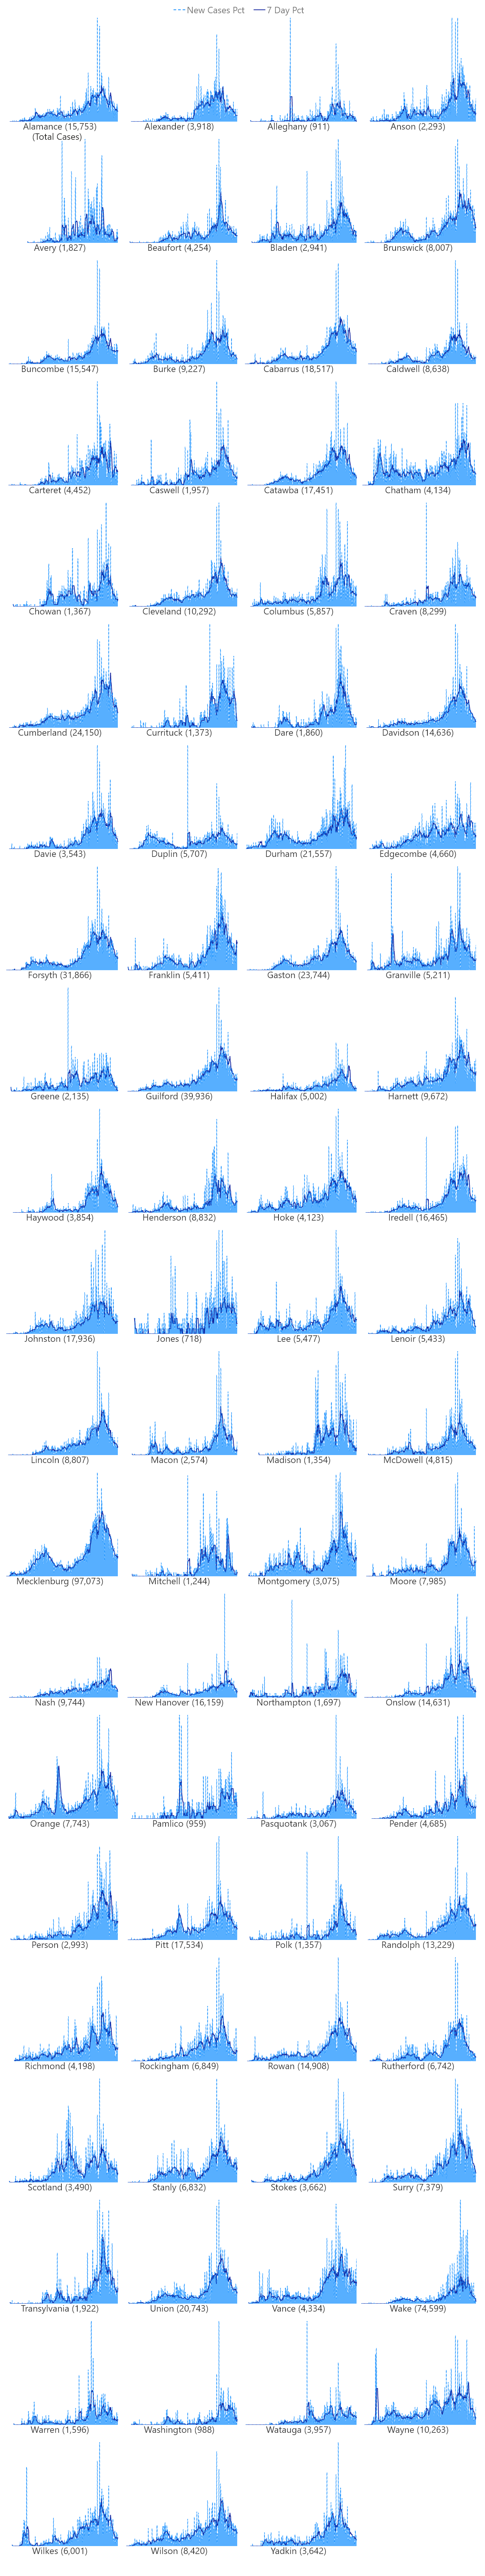 New Cases Pct 7 Day Pct
Alamance (15,753) Alexander (3,918) Alleghany (911) Anson (2,293)
(Total Cases)
Avery (1,827) Beaufort (4,254) Bladen (2,941) Brunswick (8,007)
Buncombe (15,547) Burke (9,227) Cabarrus (18,517) Caldwell (8,638)
Carteret (4,452) Caswell (1,957) Catawba (17,451) Chatham (4,134)
Chowan (1,367) Cleveland (10,292) Columbus (5,857) Craven (8,299)
Cumberland (24,150) Currituck (1,373) Dare (1,860) Davidson (14,636)
Davie (3,543) Duplin (5,707) Durham (21,557) Edgecombe (4,660)
Forsyth (31,866) Franklin (5,411) Gaston (23,744) Granville (5,211)
Greene (2,135) Guilford (39,936) Halifax (5,002) Harnett (9,672)
Haywood (3,854) Henderson (8,832) Hoke (4,123) Iredell (16,465)
Johnston (17,936) Jones (718) Lee (5,477) Lenoir (5,433)
Lincoln (8,807) Macon (2,574) Madison (1,354) McDowell (4,815)
Mecklenburg (97,073) Mitchell (1,244) Montgomery (3,075) Moore (7,985)
Nash (9,744) New Hanover (16,159) Northampton (1,697) Onslow (14,631)
Orange (7,743) Pamlico (959) Pasquotank (3,067) Pender (4,685)
Person (2,993) Pitt (17,534) Polk (1,357) Randolph (13,229)
Richmond (4,198) Rockingham (6,849) Rowan (14,908) Rutherford (6,742)
Scotland (3,490) Stanly (6,832) Stokes (3,662) Surry (7,379)
Transylvania (1,922) Union (20,743) Vance (4,334) Wake (74,599)
Warren (1,596) Washington (988) Watauga (3,957) Wayne (10,263)
Wilkes (6,001) Wilson (8,420) Yadkin (3,642)